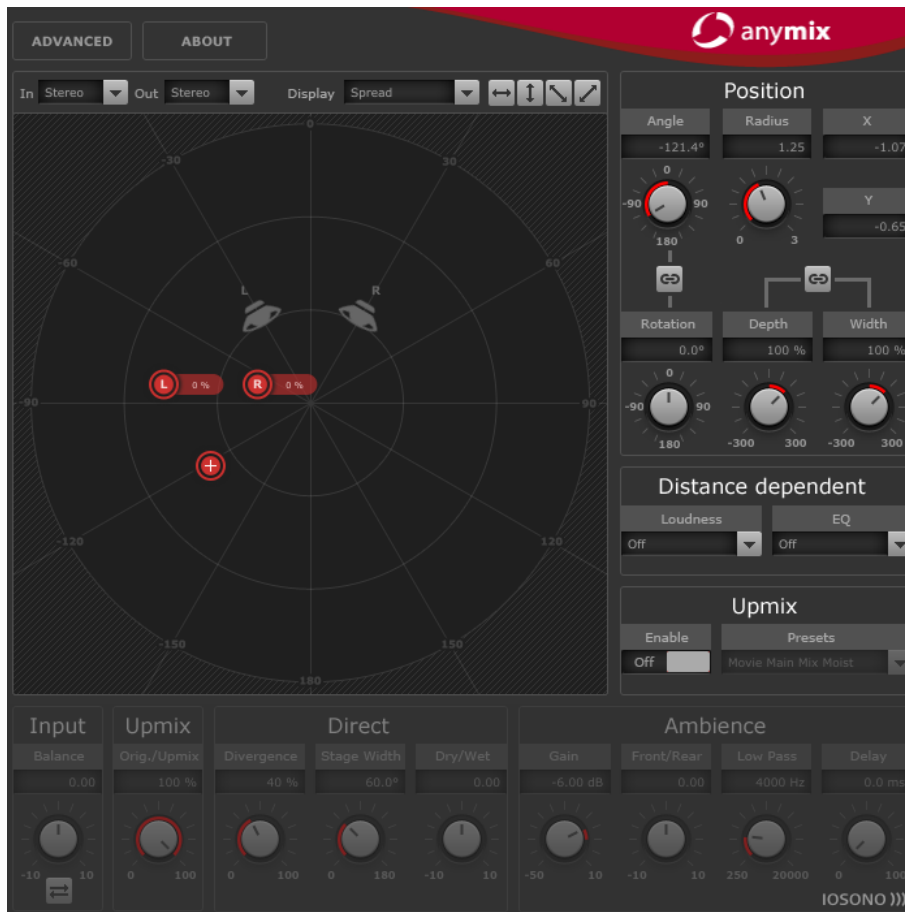 ADVANCED ABOUT anymix
In Stereo Out Stereo Display Spread
Position
Angle Radius X
-121.4° 1.25 -1.07
0
-90 90
180
0 3
Y
-0.65
Rotation Depth Width
0.0° 100 % 100 %
0
-90 90
180
-300 300
-300 300
0
-30 30
-60 60
L R
L 0 % R 0 %
-90 90
-120 120
-150 150
180
Distance dependent
Loudness EQ
Off Off
Upmix
Enable Presets
Off Movie Main Mix Moist
Input Upmix Direct Ambience
Balance Orig./Upmix Divergence Stage Width Dry/Wet Gain Front/Rear Low Pass Delay
0.00 100 % 40 % 60.0° 0.00 -6.00 dB 0.00 4000 Hz 0.0 ms
-10 10 0 100 0 100 0 180 -10 10 -50 10 -10 10 250 20000 0 100
IOSONO